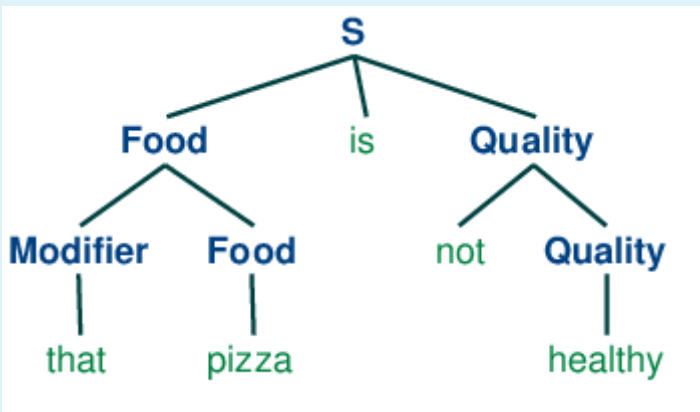 S
Food is Quality
Modifier Food not Quality
that pizza healthy